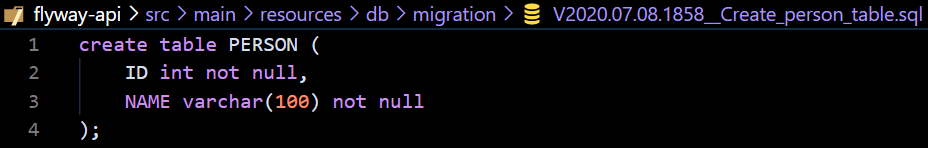 flyway-api > src > main > resources > db > migration > V2020.07.08.1858__Create_person_table.sql
1 create table PERSON (
2     ID int not null,
3     NAME varchar(100) not null
4 );